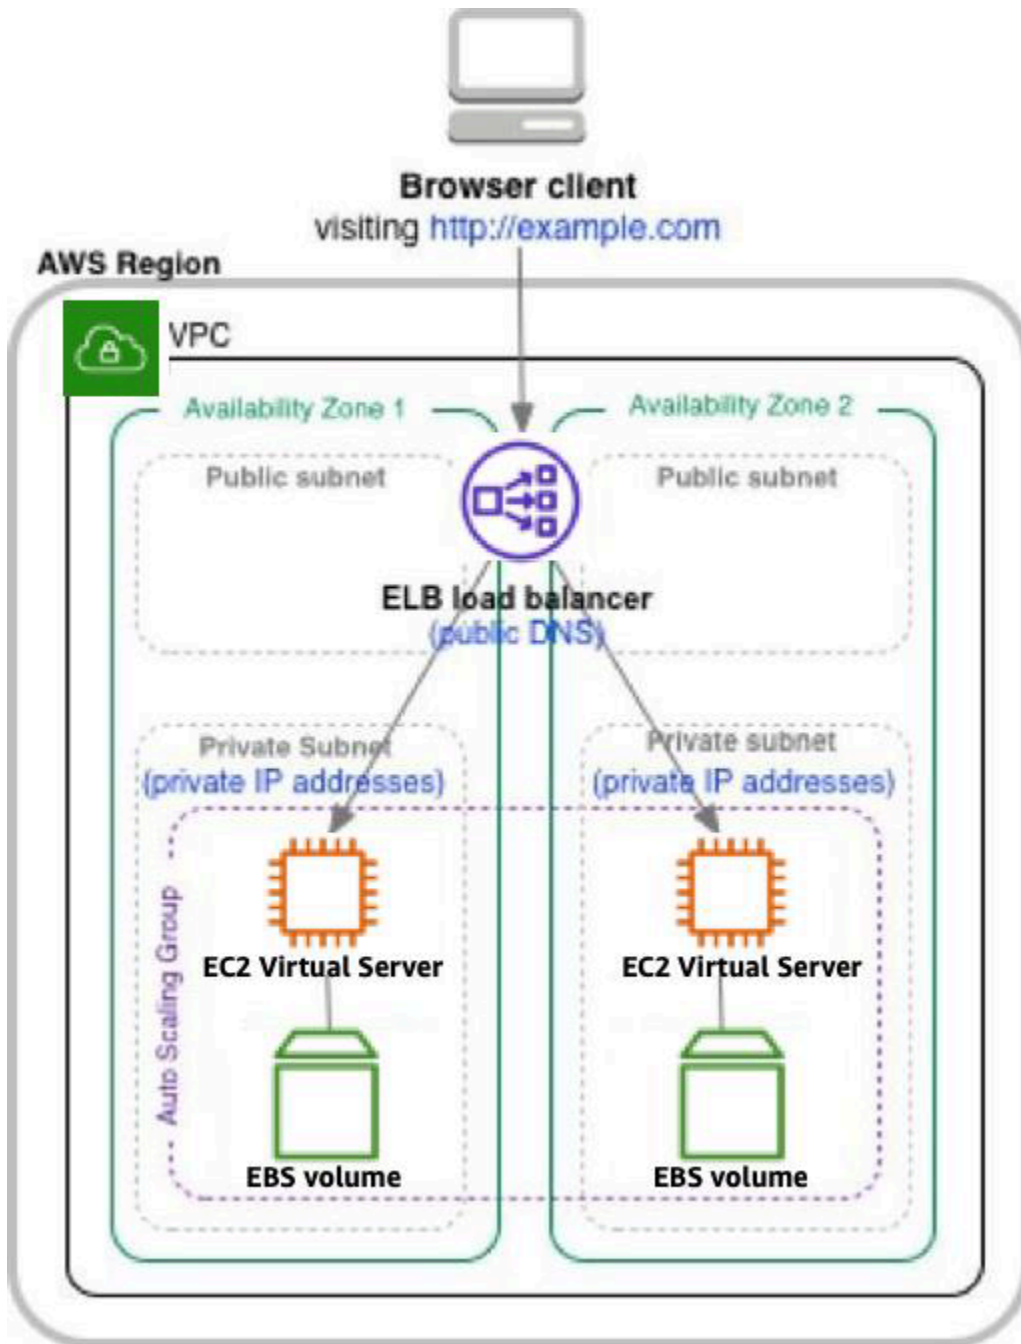 Browser client
visiting http://example.com
AWS Region
VPC
Availability Zone 1
Availability Zone 2
Public subnet
Public subnet
ELB load balancer
(public DNS)
Private Subnet
(private IP addresses)
Private subnet
(private IP addresses)
Auto Scaling Group
EC2 Virtual Server
EC2 Virtual Server
EBS volume
EBS volume